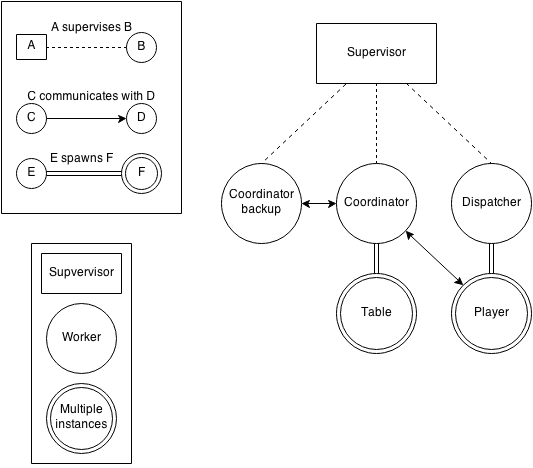 A supervises B
A
B
C communicates with D
C
D
E spawns F
E
F
Supvervisor
Worker
Multiple
instances
Supervisor
Coordinator
backup
Coordinator
Dispatcher
Table
Player